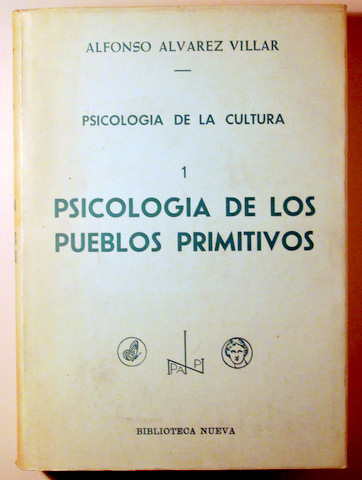 ALFONSO ALVAREZ VILLAR
PSICOLOGIA DE LA CULTURA
1
PSICOLOGIA DE LOS
PUEBLOS PRIMITIVOS
BIBLIOTECA NUEVA